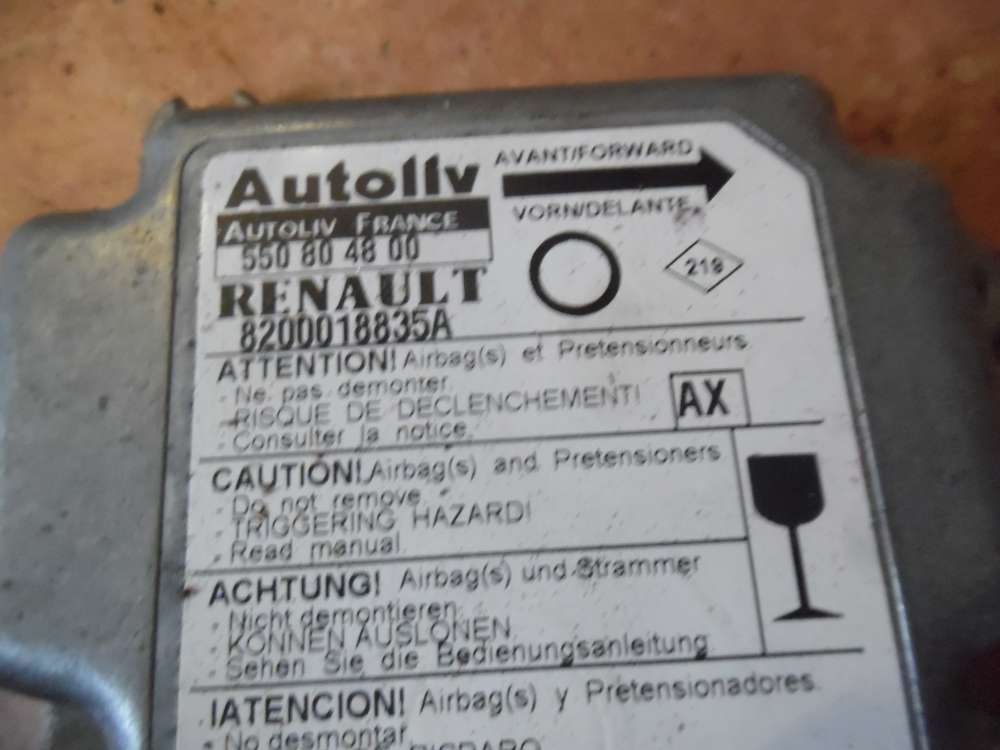 Autoliv
AVANT/FORWARD
AUTOLIV FRANCE
VORN/DELANTE
550 80 48 00
219
RENAULT
8200018835A
ATTENTION! Airbag(s) et Pretensionneurs
- Ne pas demonter.
- RISQUE DE DECLENCHEMENT!
AX
- Consulter la notice.
CAUTION! Airbag(s) and Pretensioners
- Do not remove.
- TRIGGERING HAZARD!
- Read manual.
ACHTUNG! Airbag(s) und Strammer
- Nicht demontieren.
- KONNEN AUSLONEN.
- Sehen Sie die Bedienungsanleitung
!ATENCION! Airbag(s) y Pretensionadores.
- No desmontar.